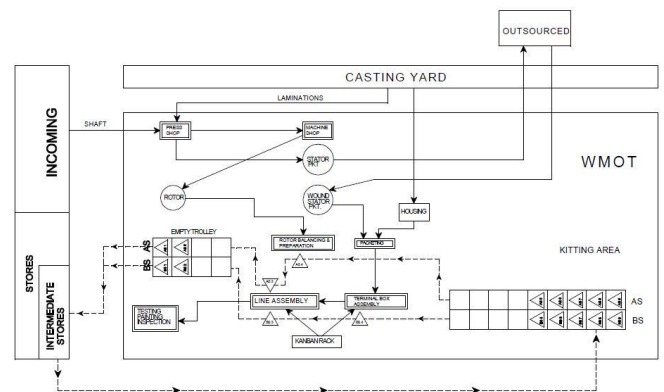 OUTSOURCED
CASTING YARD
LAMINATIONS
INCOMING
SHAFT
PRESS
SHOP
MACHINE
SHOP
STATOR
PKT.
WMOT
ROTOR
WOUND
STATOR
PKT.
HOUSING
EMPTY TROLLEY
ROTOR BALANCING &
PREPARATION
PACKETING
KITTING AREA
STORES
INTERMEDIATE
STORES
AS
BS
LINE ASSEMBLY
TERMINAL BOX
ASSEMBLY
AS
BS
TESTING
PAINTING
INSPECTION
KANBAN RACK